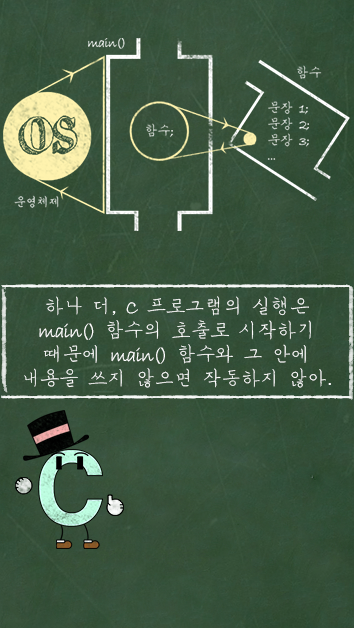 main()
함수
OS
함수;
문장 1;
문장 2;
문장 3;
...
운영체제
하나 더, C 프로그램의 실행은
main() 함수의 호출로 시작하기
때문에 main() 함수와 그 안에
내용을 쓰지 않으면 작동하지 않아.
C